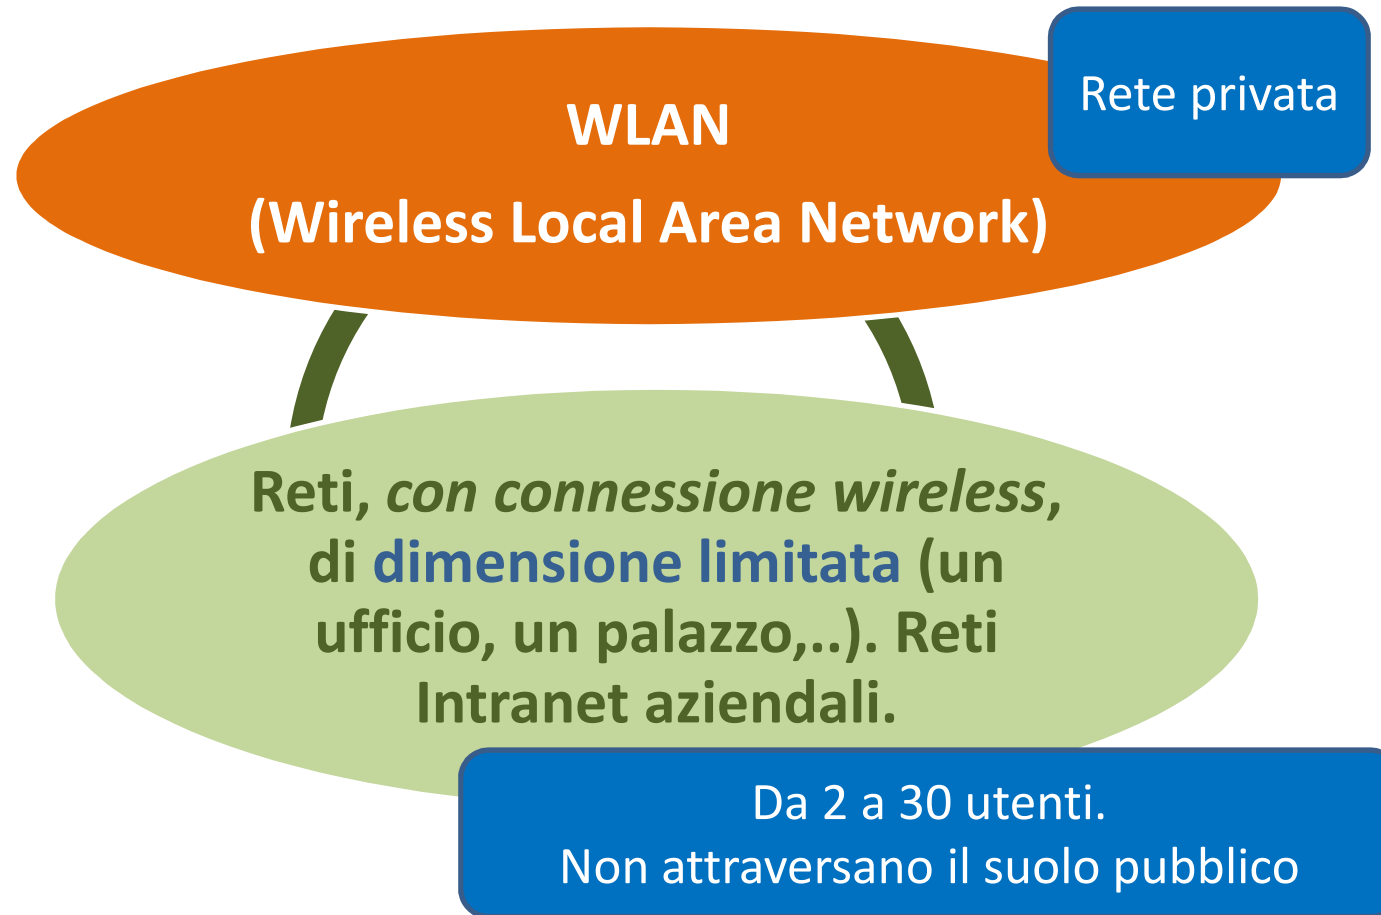 Rete privata
WLAN
(Wireless Local Area Network)
Reti, con connessione wireless,
di dimensione limitata (un
ufficio, un palazzo,..). Reti
Intranet aziendali.
Da 2 a 30 utenti.
Non attraversano il suolo pubblico